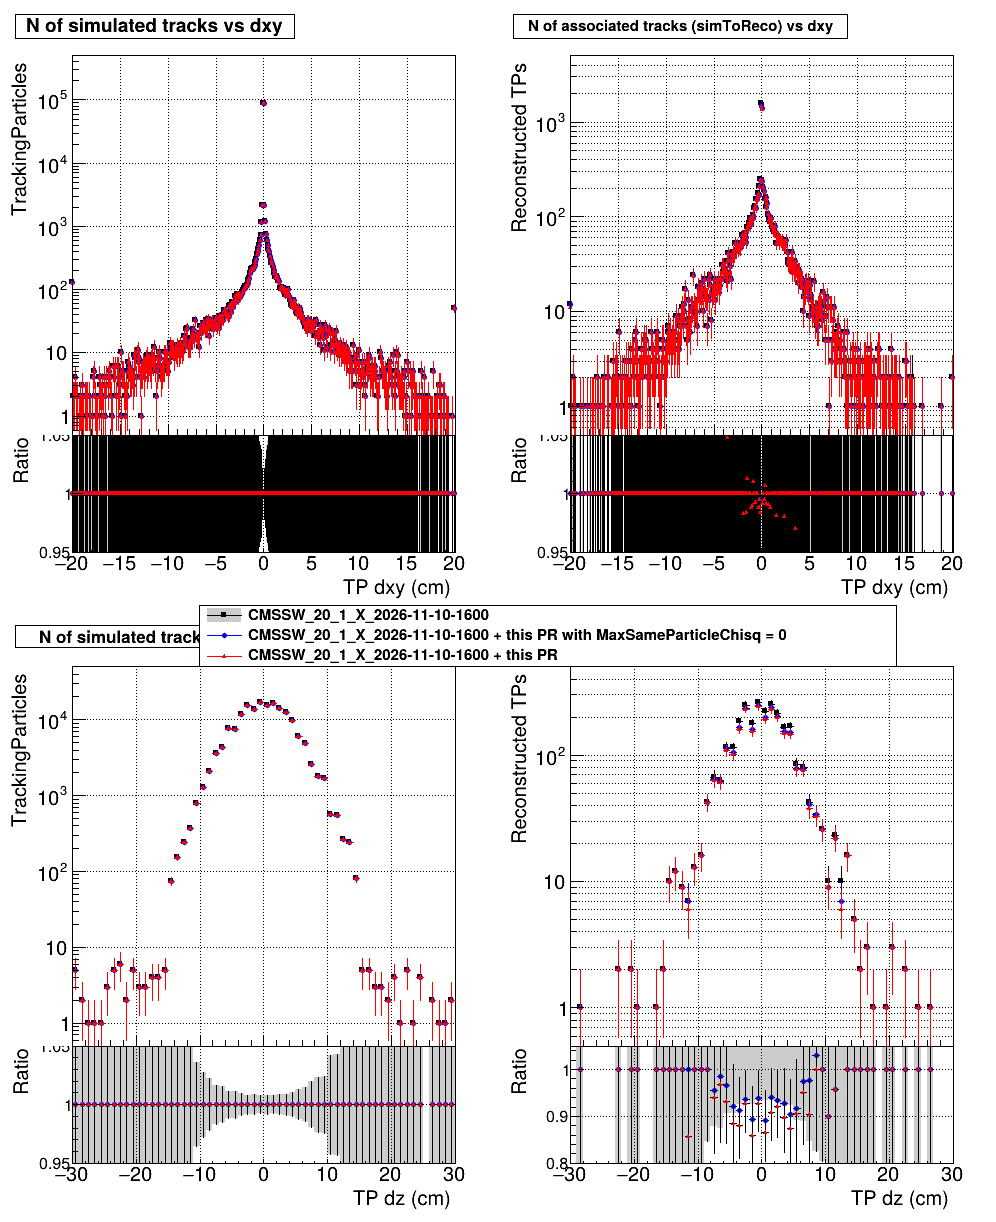 N of simulated tracks vs dxy
TrackingParticles
10^5
10^4
10^3
10^2
10
1
Ratio
1
0.95
−20 −15 −10 −5 0 5 10 15 20
TP dxy (cm)
N of associated tracks (simToReco) vs dxy
Reconstructed TPs
10^3
10^2
10
1
Ratio
1
0.95
−20 −15 −10 −5 0 5 10 15 20
TP dxy (cm)
CMSSW_20_1_X_2026-11-10-1600
CMSSW_20_1_X_2026-11-10-1600 + this PR with MaxSameParticleChisq = 0
CMSSW_20_1_X_2026-11-10-1600 + this PR
N of simulated track
TrackingParticles
10^4
10^3
10^2
10
1
Ratio
1
0.95
−30 −20 −10 0 10 20 30
TP dz (cm)
Reconstructed TPs
10^2
10
1
Ratio
1
0.9
0.8
−30 −20 −10 0 10 20 30
TP dz (cm)